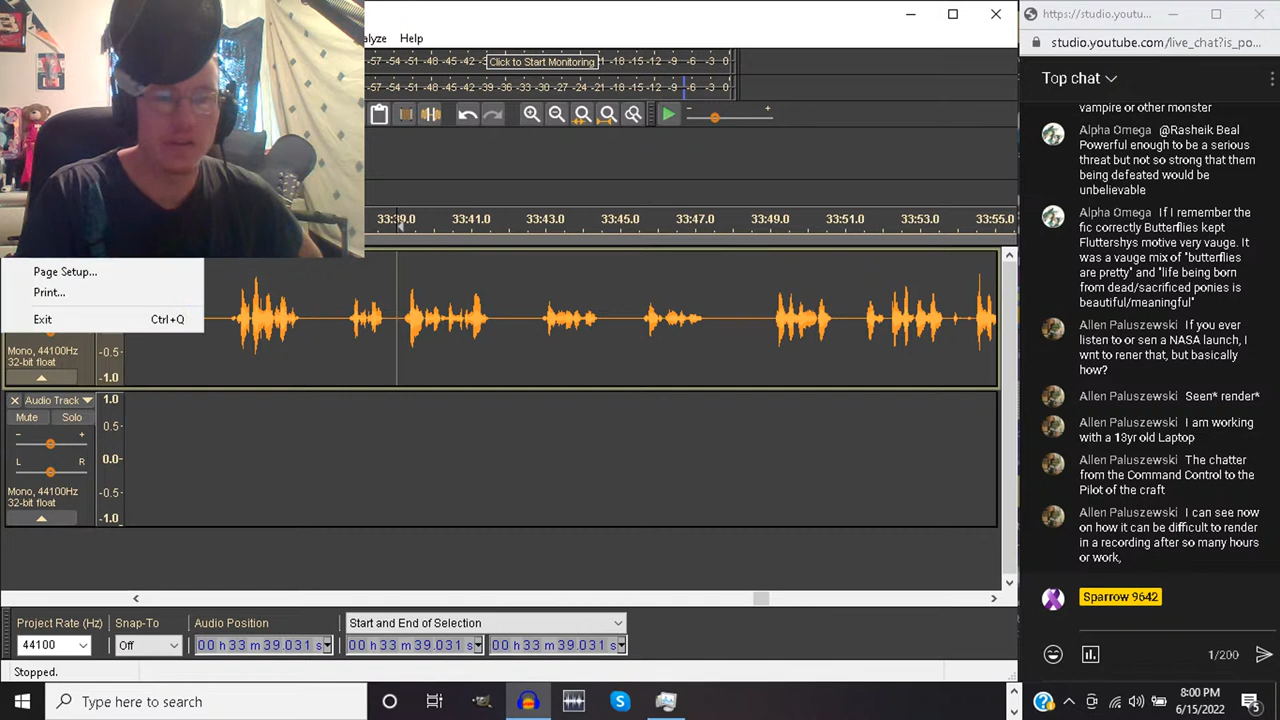 alyze Help
-57 -54 -51 -48 -45 -42 -3 Click to Start Monitoring 1 -18 -15 -12 -9 -6 -3 0
-57 -54 -51 -48 -45 -42 -39 -36 -33 -30 -27 -24 -21 -18 -15 -12 -9 -6 -3 0
33:39.0 33:41.0 33:43.0 33:45.0 33:47.0 33:49.0 33:51.0 33:53.0 33:55.0
Page Setup...
Print...
Exit Ctrl+Q
Mono, 44100Hz
32-bit float
-0.5
-1.0
Audio Track
Mute Solo
- +
L R
Mono, 44100Hz
32-bit float
1.0
0.5
0.0
-0.5
-1.0
Project Rate (Hz) Snap-To Audio Position Start and End of Selection
44100 Off 00 h 33 m 39.031 s 00 h 33 m 39.031 s 00 h 33 m 39.031 s
Stopped.
Type here to search
https://studio.youtu...
studio.youtube.com/live_chat?is_po...
Top chat
vampire or other monster
Alpha Omega @Rasheik Beal
Powerful enough to be a serious
threat but not so strong that them
being defeated would be
unbelievable
Alpha Omega If I remember the
fic correctly Butterflies kept
Fluttershys motive very vauge. It
was a vauge mix of "butterflies
are pretty" and "life being born
from dead/sacrificed ponies is
beautiful/meaningful"
Allen Paluszewski If you ever
listen to or sen a NASA launch, I
wnt to rener that, but basically
how?
Allen Paluszewski Seen* render*
Allen Paluszewski I am working
with a 13yr old Laptop
Allen Paluszewski The chatter
from the Command Control to the
Pilot of the craft
Allen Paluszewski I can see now
on how it can be difficult to render
in a recording after so many hours
or work,
Sparrow 9642
1/200
8:00 PM
6/15/2022
5